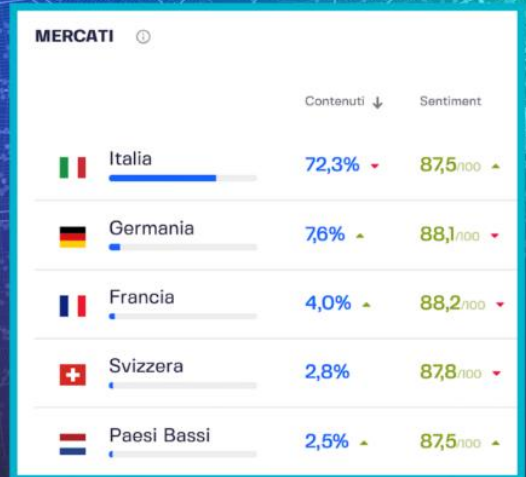 MERCATI
Contenuti Sentiment
Italia 72,3% 87,5/100
Germania 7,6% 88,1/100
Francia 4,0% 88,2/100
Svizzera 2,8% 87,8/100
Paesi Bassi 2,5% 87,5/100